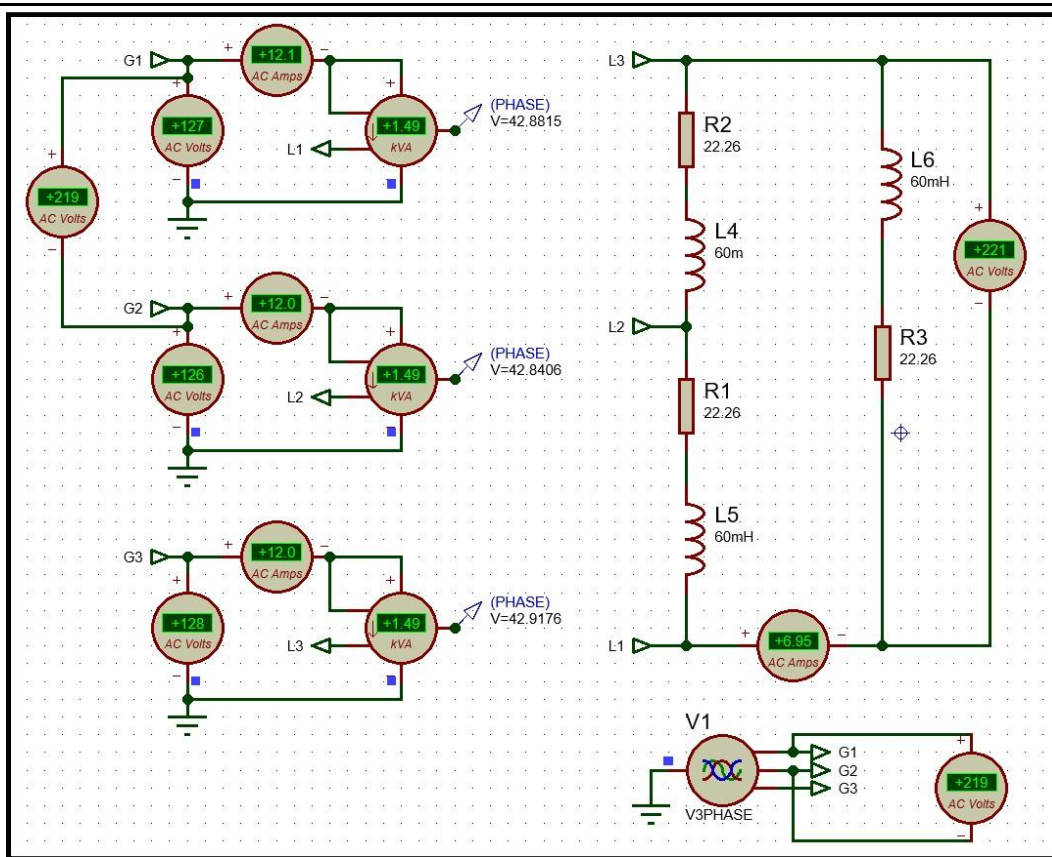 G1
+
+12.1
AC Amps
−
+
+127
AC Volts
−
+
+1.49
kVA
L1
(PHASE)
V=42.8815
+
+219
AC Volts
−
G2
+
+12.0
AC Amps
−
+
+126
AC Volts
−
+
+1.49
kVA
L2
(PHASE)
V=42.8406
G3
+
+12.0
AC Amps
−
+
+128
AC Volts
−
+
+1.49
kVA
L3
(PHASE)
V=42.9176
L3
R2
22.26
L4
60m
L2
R1
22.26
L5
60mH
L1
L6
60mH
R3
22.26
+
+221
AC Volts
−
+
+6.95
AC Amps
−
V1
V3PHASE
G1
G2
G3
+
+219
AC Volts
−